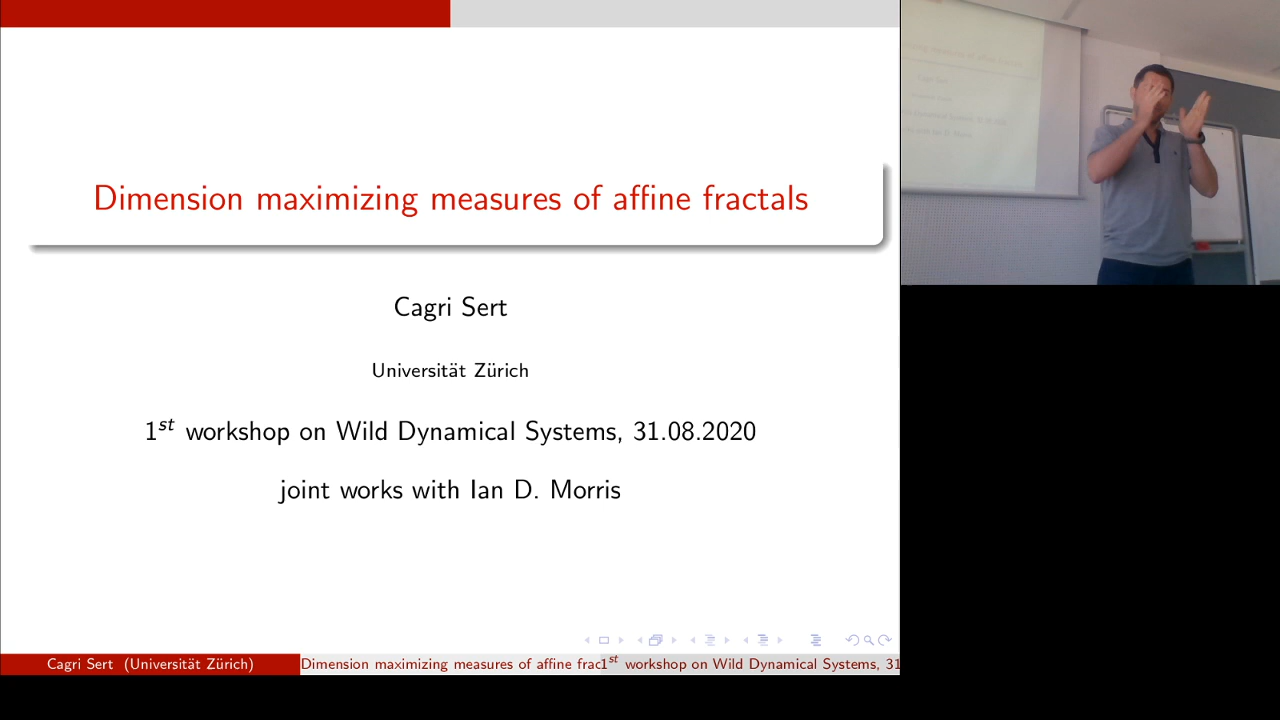 Dimension maximizing measures of affine fractals
Cagri Sert
Universität Zürich
1st workshop on Wild Dynamical Systems, 31.08.2020
joint works with Ian D. Morris
Cagri Sert (Universität Zürich)
Dimension maximizing measures of affine frac
1st workshop on Wild Dynamical Systems, 31